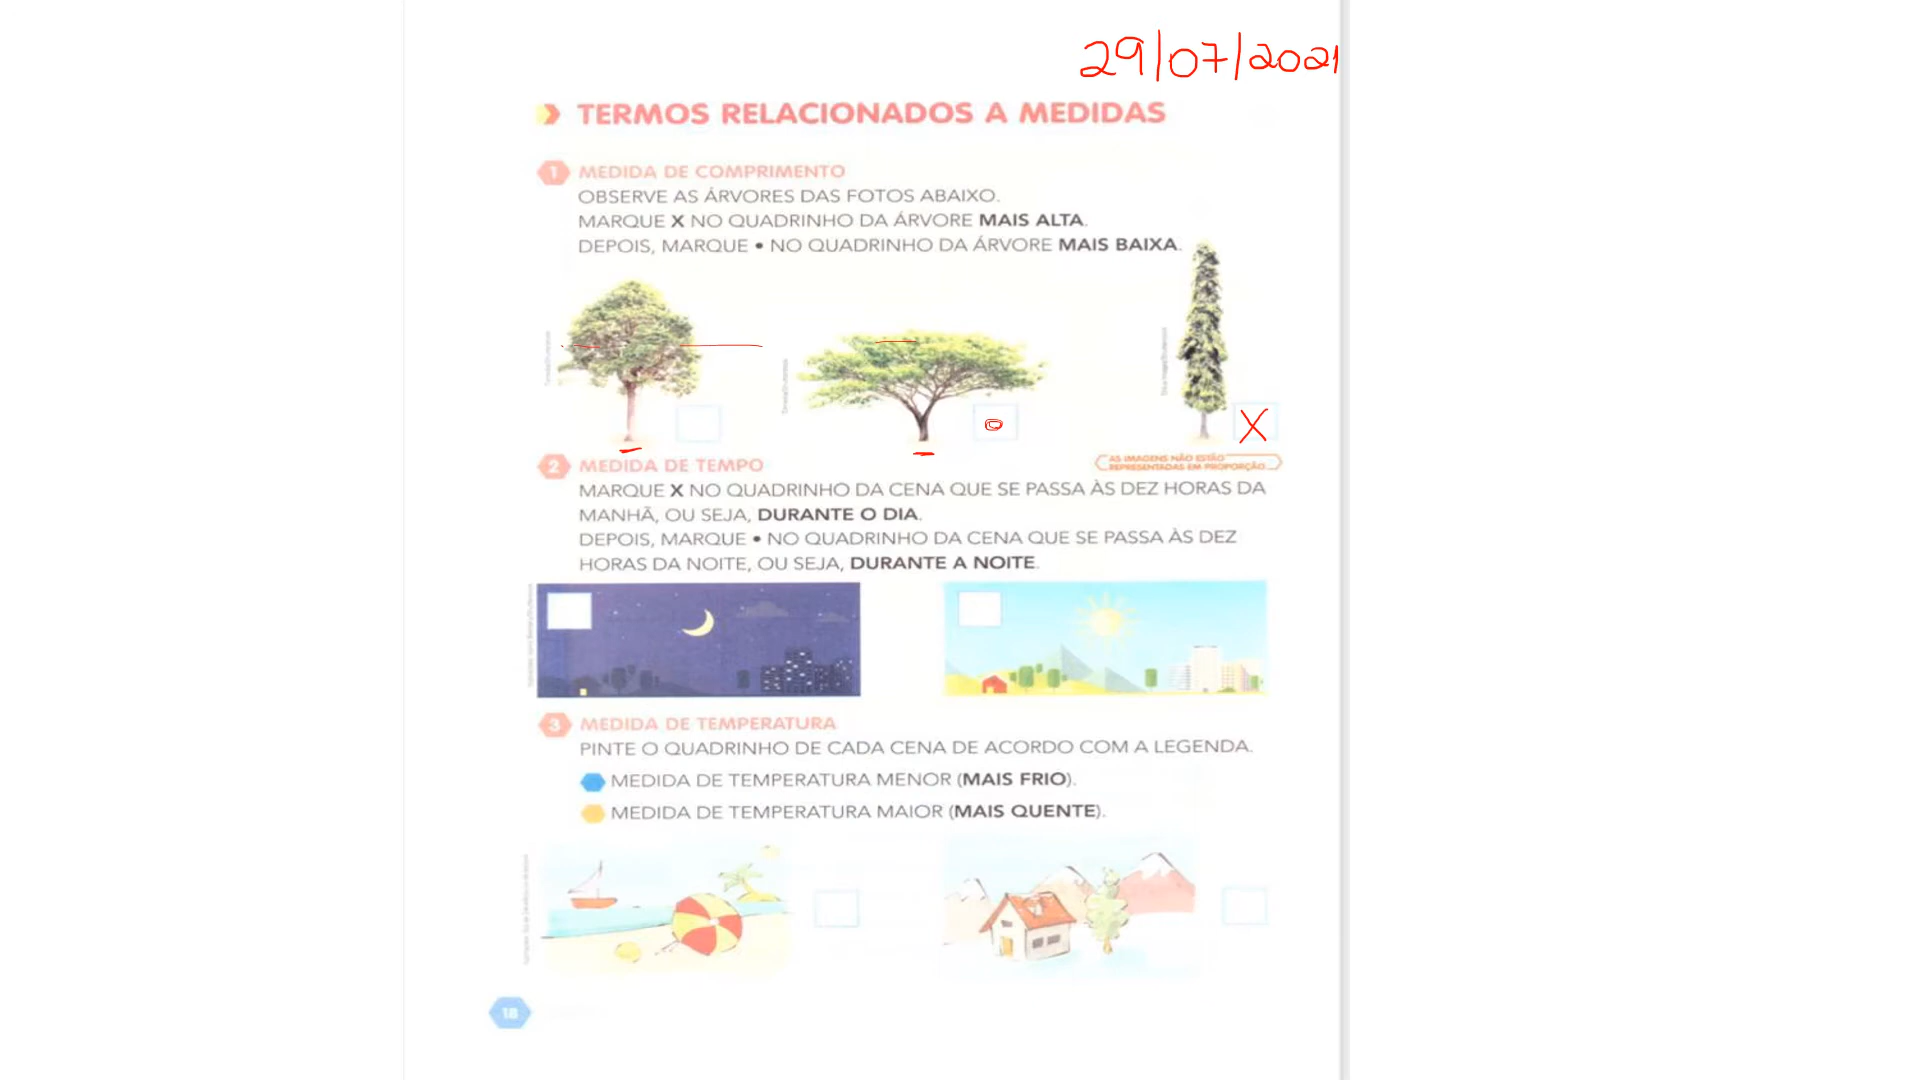 29/07/2021
TERMOS RELACIONADOS A MEDIDAS
1 MEDIDA DE COMPRIMENTO
OBSERVE AS ÁRVORES DAS FOTOS ABAIXO.
MARQUE X NO QUADRINHO DA ÁRVORE MAIS ALTA.
DEPOIS, MARQUE • NO QUADRINHO DA ÁRVORE MAIS BAIXA.
X
AS IMAGENS NÃO ESTÃO
REPRESENTADAS EM PROPORÇÃO
2 MEDIDA DE TEMPO
MARQUE X NO QUADRINHO DA CENA QUE SE PASSA ÀS DEZ HORAS DA
MANHÃ, OU SEJA, DURANTE O DIA.
DEPOIS, MARQUE • NO QUADRINHO DA CENA QUE SE PASSA ÀS DEZ
HORAS DA NOITE, OU SEJA, DURANTE A NOITE.
3 MEDIDA DE TEMPERATURA
PINTE O QUADRINHO DE CADA CENA DE ACORDO COM A LEGENDA.
MEDIDA DE TEMPERATURA MENOR (MAIS FRIO).
MEDIDA DE TEMPERATURA MAIOR (MAIS QUENTE).
18